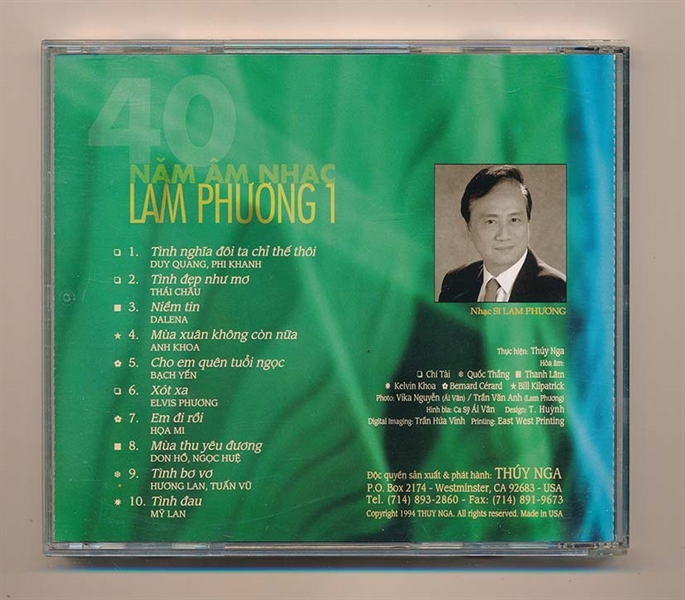 40
NĂM ÂM NHẠC
LAM PHƯƠNG 1
❏ 1. Tình nghĩa đôi ta chỉ thế thôi
DUY QUANG, PHI KHANH
❏ 2. Tình đẹp như mơ
THÁI CHÂU
■ 3. Niềm tin
DALENA
★ 4. Mùa xuân không còn nữa
ANH KHOA
✿ 5. Cho em quên tuổi ngọc
BẠCH YẾN
❏ 6. Xót xa
ELVIS PHƯƠNG
✿ 7. Em đi rồi
HỌA MI
■ 8. Mùa thu yêu đương
DON HỒ, NGỌC HUỆ
❄ 9. Tình bơ vơ
HƯƠNG LAN, TUẤN VŨ
✷ 10. Tình đau
MỸ LAN
Nhạc Sĩ LAM PHƯƠNG
Thực hiện: Thúy Nga
Hòa âm:
❏ Chí Tài ❄ Quốc Thắng ■ Thanh Lâm
✷ Kelvin Khoa ✿ Bernard Cérard ★ Bill Kilpatrick
Photo: Vika Nguyễn (Ái Vân) / Trần Vân Anh (Lam Phương)
Hình bìa: Ca Sỹ Ái Vân Design: T. Huỳnh
Digital Imaging: Trần Hứa Vinh Printing: East West Printing
Độc quyền sản xuất & phát hành: THÚY NGA
P.O. Box 2174 - Westminster, CA 92683 - USA
Tel. (714) 893-2860 - Fax: (714) 891-9673
Copyright 1994 THUY NGA. All rights reserved. Made in USA